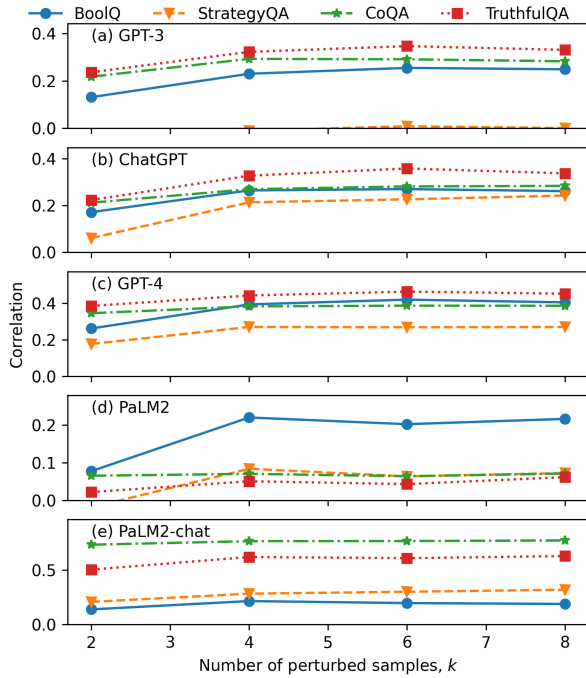 BoolQ StrategyQA CoQA TruthfulQA
(a) GPT-3
0.4
0.2
0.0
(b) ChatGPT
0.4
0.2
0.0
(c) GPT-4
0.4
0.2
0.0
Correlation
(d) PaLM2
0.2
0.1
0.0
(e) PaLM2-chat
0.5
0.0
2 3 4 5 6 7 8
Number of perturbed samples, k